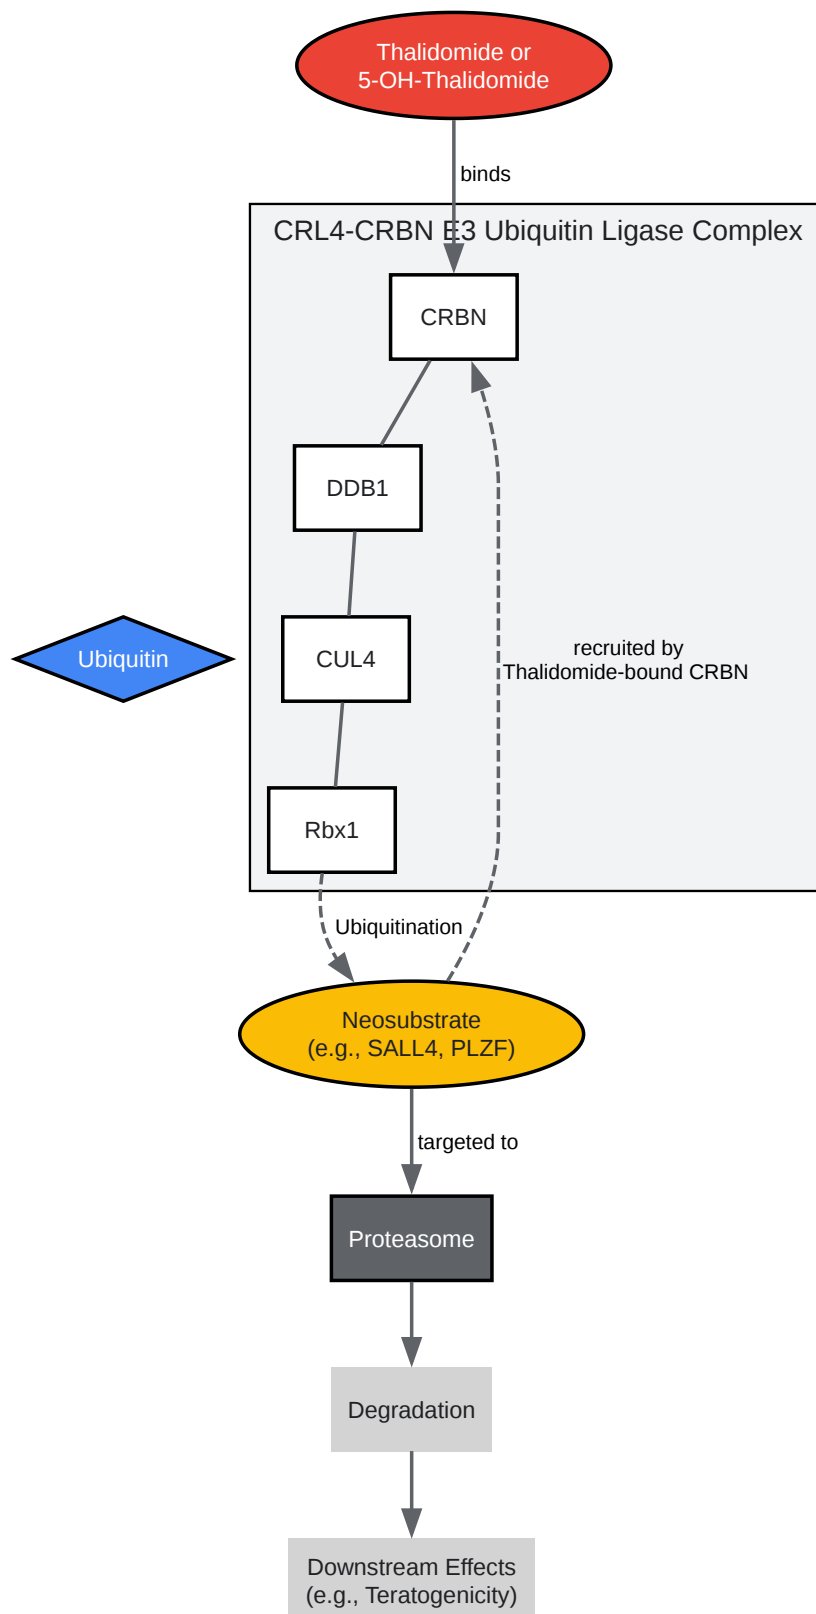 Thalidomide or
5-OH-Thalidomide
binds
CRL4-CRBN E3 Ubiquitin Ligase Complex
CRBN
DDB1
Ubiquitin
CUL4
recruited by
Thalidomide-bound CRBN
Rbx1
Ubiquitination
Neosubstrate
(e.g., SALL4, PLZF)
targeted to
Proteasome
Degradation
Downstream Effects
(e.g., Teratogenicity)